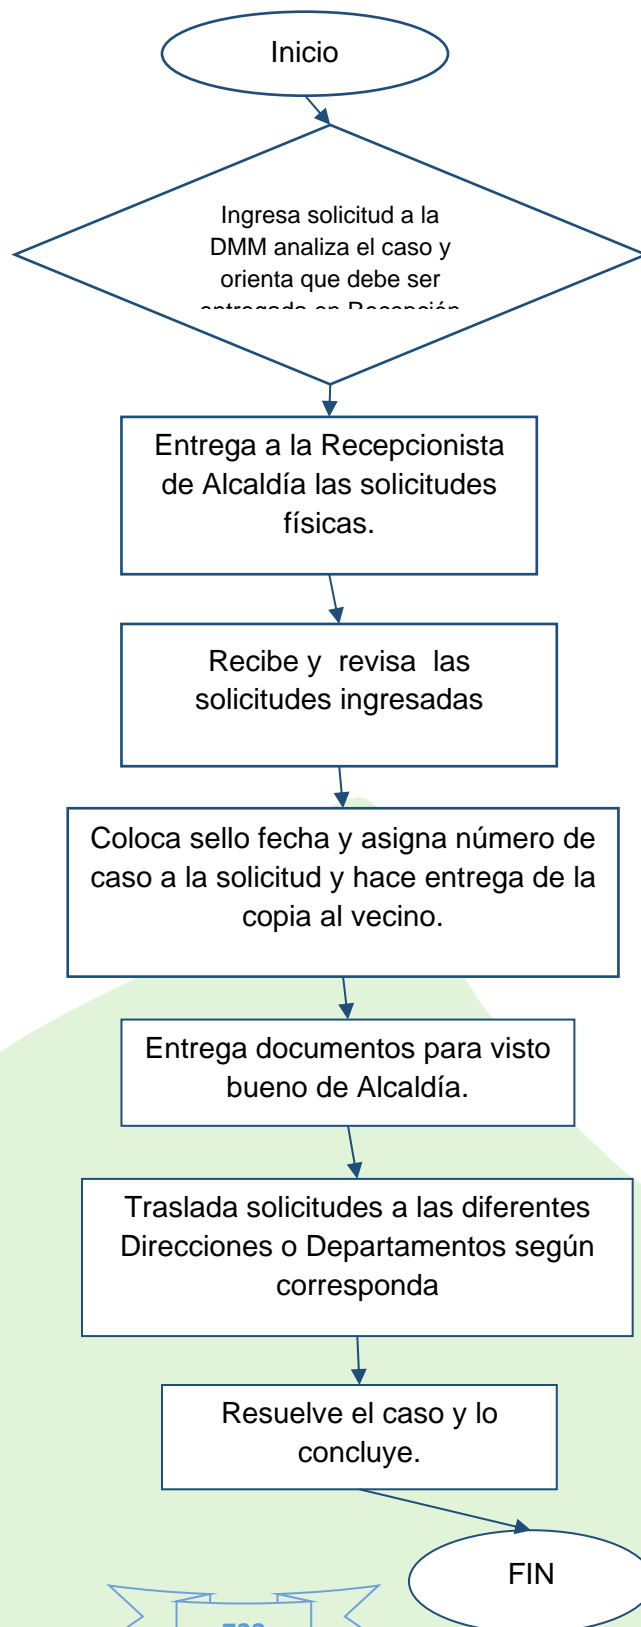 Inicio
Ingresa solicitud a la
DMM analiza el caso y
orienta que debe ser
entregada en Recepción
Entrega a la Recepcionista
de Alcaldía las solicitudes
físicas.
Recibe y revisa las
solicitudes ingresadas
Coloca sello fecha y asigna número de
caso a la solicitud y hace entrega de la
copia al vecino.
Entrega documentos para visto
bueno de Alcaldía.
Traslada solicitudes a las diferentes
Direcciones o Departamentos según
corresponda
Resuelve el caso y lo
concluye.
FIN